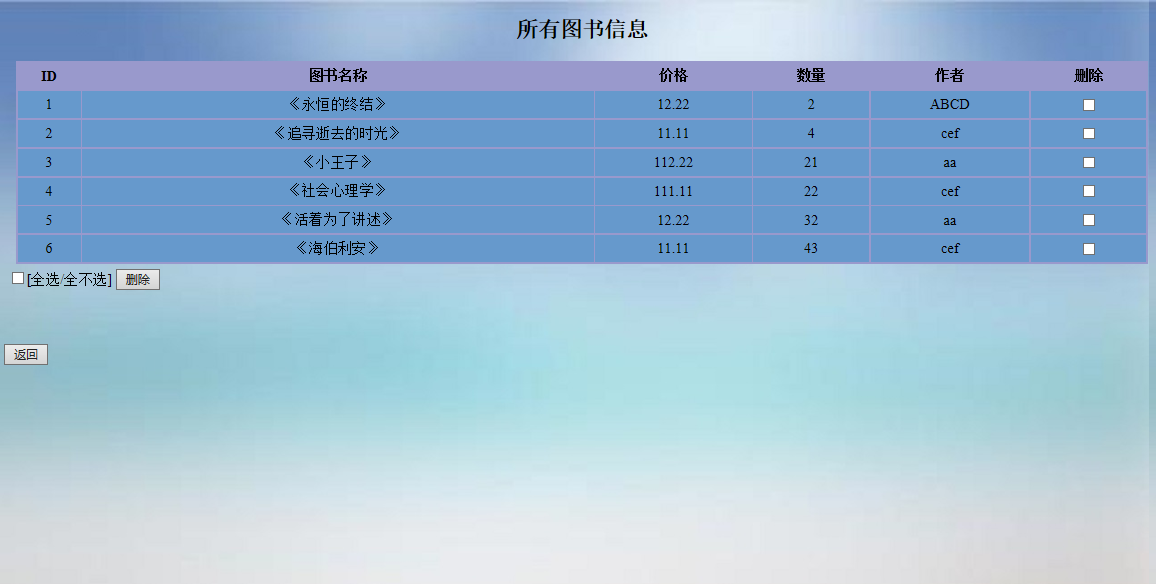 所有图书信息
ID 图书名称 价格 数量 作者 删除
1 《永恒的终结》 12.22 2 ABCD
2 《追寻逝去的时光》 11.11 4 cef
3 《小王子》 112.22 21 aa
4 《社会心理学》 111.11 22 cef
5 《活着为了讲述》 12.22 32 aa
6 《海伯利安》 11.11 43 cef
[全选/全不选] 删除
返回